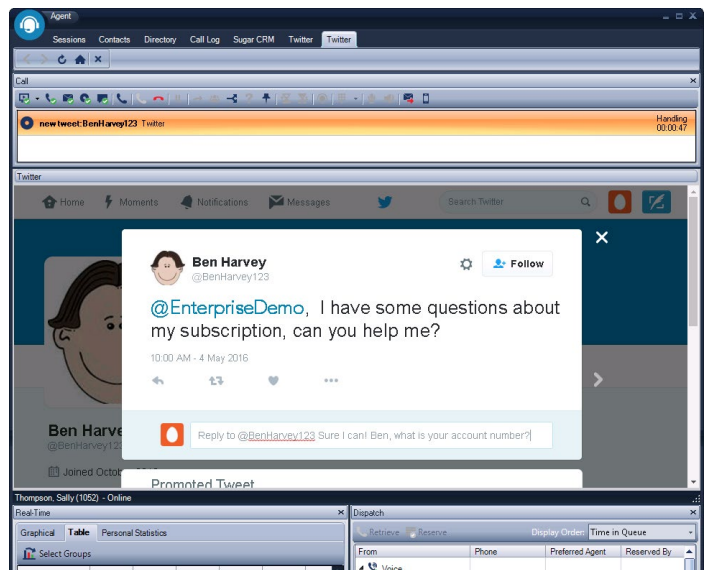 Agent
Sessions Contacts Directory Call Log Sugar CRM Twitter Twitter
Call
new tweet:BenHarvey123 Twitter
Handling
00:00:47
Twitter
Home Moments Notifications Messages Search Twitter
Ben Harvey
@BenHarvey123
Follow
@EnterpriseDemo, I have some questions about
my subscription, can you help me?
10:00 AM - 4 May 2016
Reply to @BenHarvey123 Sure I can! Ben, what is your account number?
Ben Harve
@BenHarvey12
Joined Octob
Promoted Tweet
Thompson, Sally (1052) - Online
Real-Time
Graphical Table Personal Statistics
Select Groups
Dispatch
Retrieve Reserve Display Order: Time in Queue
From Phone Preferred Agent Reserved By
Voice